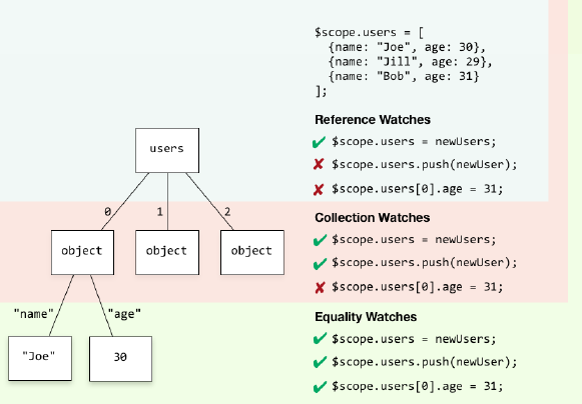 $scope.users = [
{name: "Joe", age: 30},
{name: "Jill", age: 29},
{name: "Bob", age: 31}
];
Reference Watches
✔ $scope.users = newUsers;
✘ $scope.users.push(newUser);
✘ $scope.users[0].age = 31;
users
0 1 2
Collection Watches
✔ $scope.users = newUsers;
✔ $scope.users.push(newUser);
✘ $scope.users[0].age = 31;
object object object
"name" "age"
Equality Watches
✔ $scope.users = newUsers;
✔ $scope.users.push(newUser);
✔ $scope.users[0].age = 31;
"Joe" 30